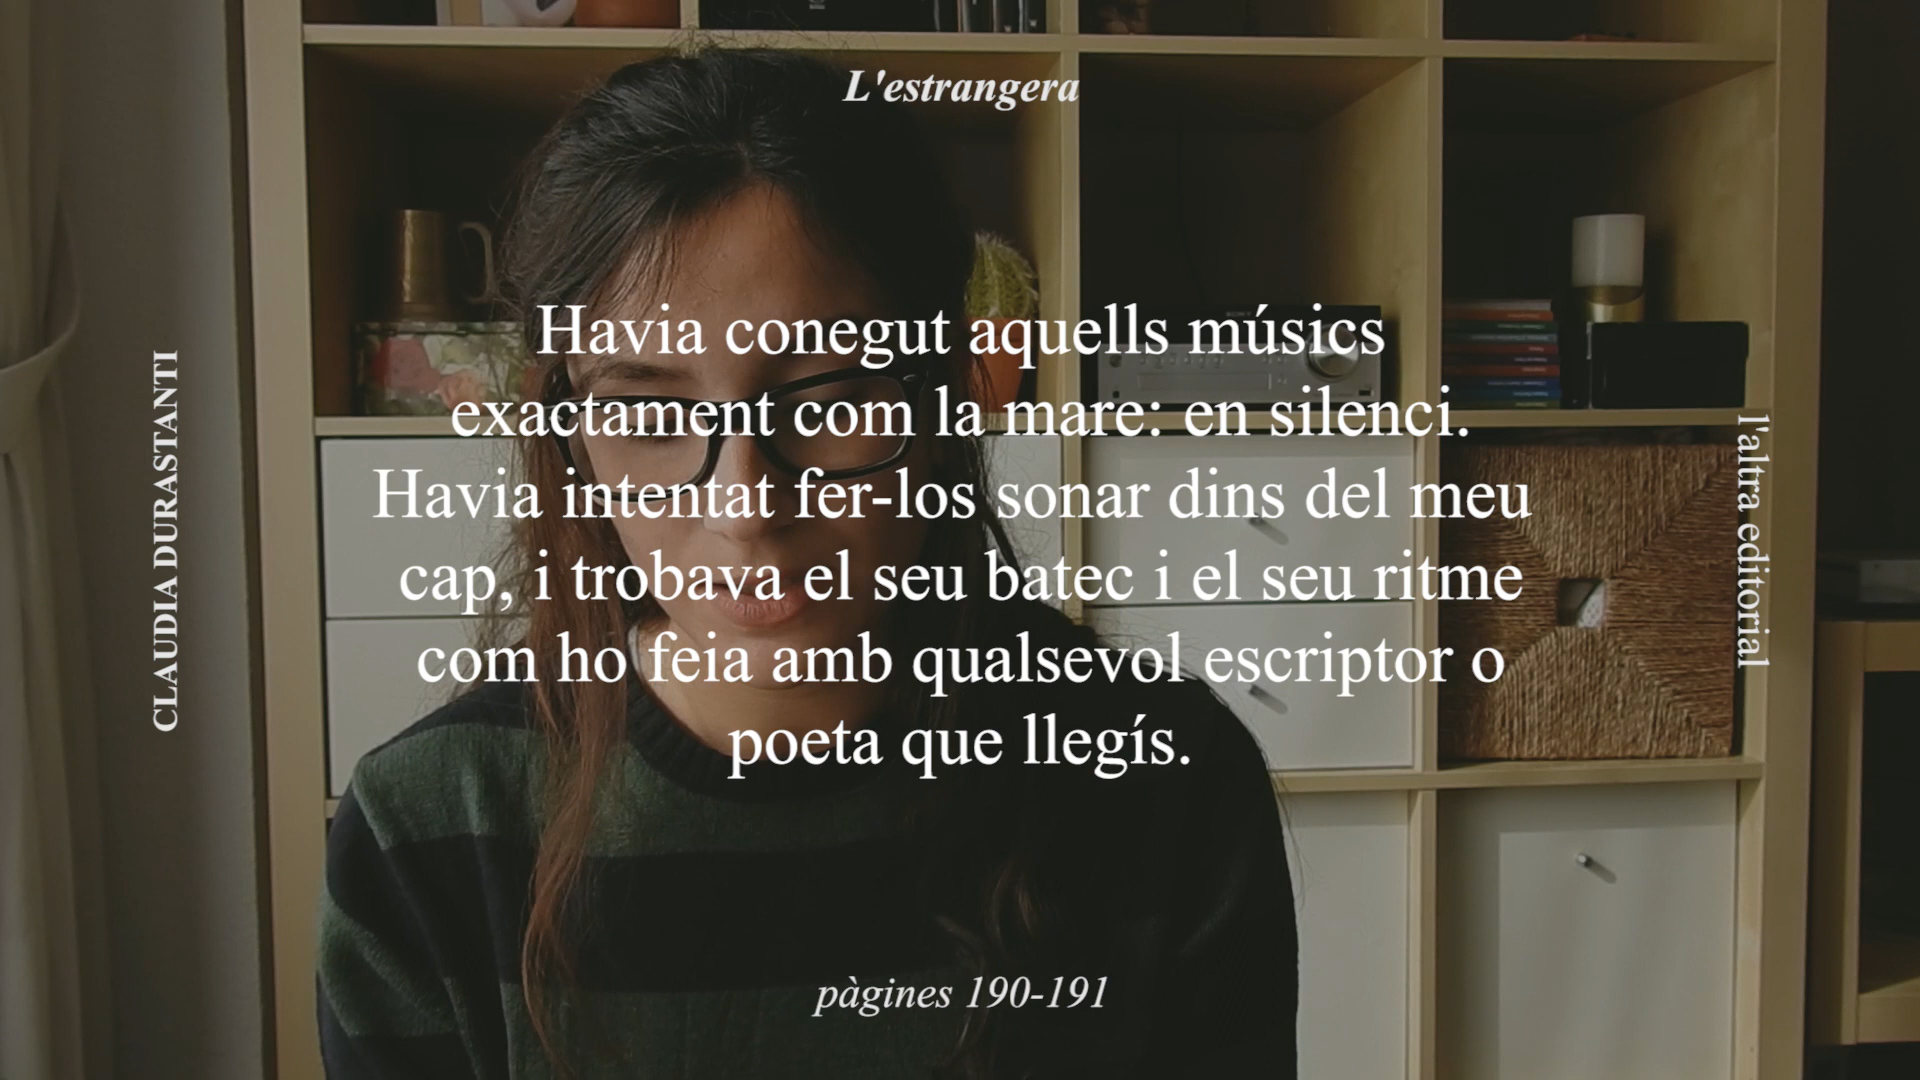 L'estrangera
CLAUDIA DURASTANTI
Havia conegut aquells músics
exactament com la mare: en silenci.
Havia intentat fer-los sonar dins del meu
cap, i trobava el seu batec i el seu ritme
com ho feia amb qualsevol escriptor o
poeta que llegís.
l'altra editorial
pàgines 190-191